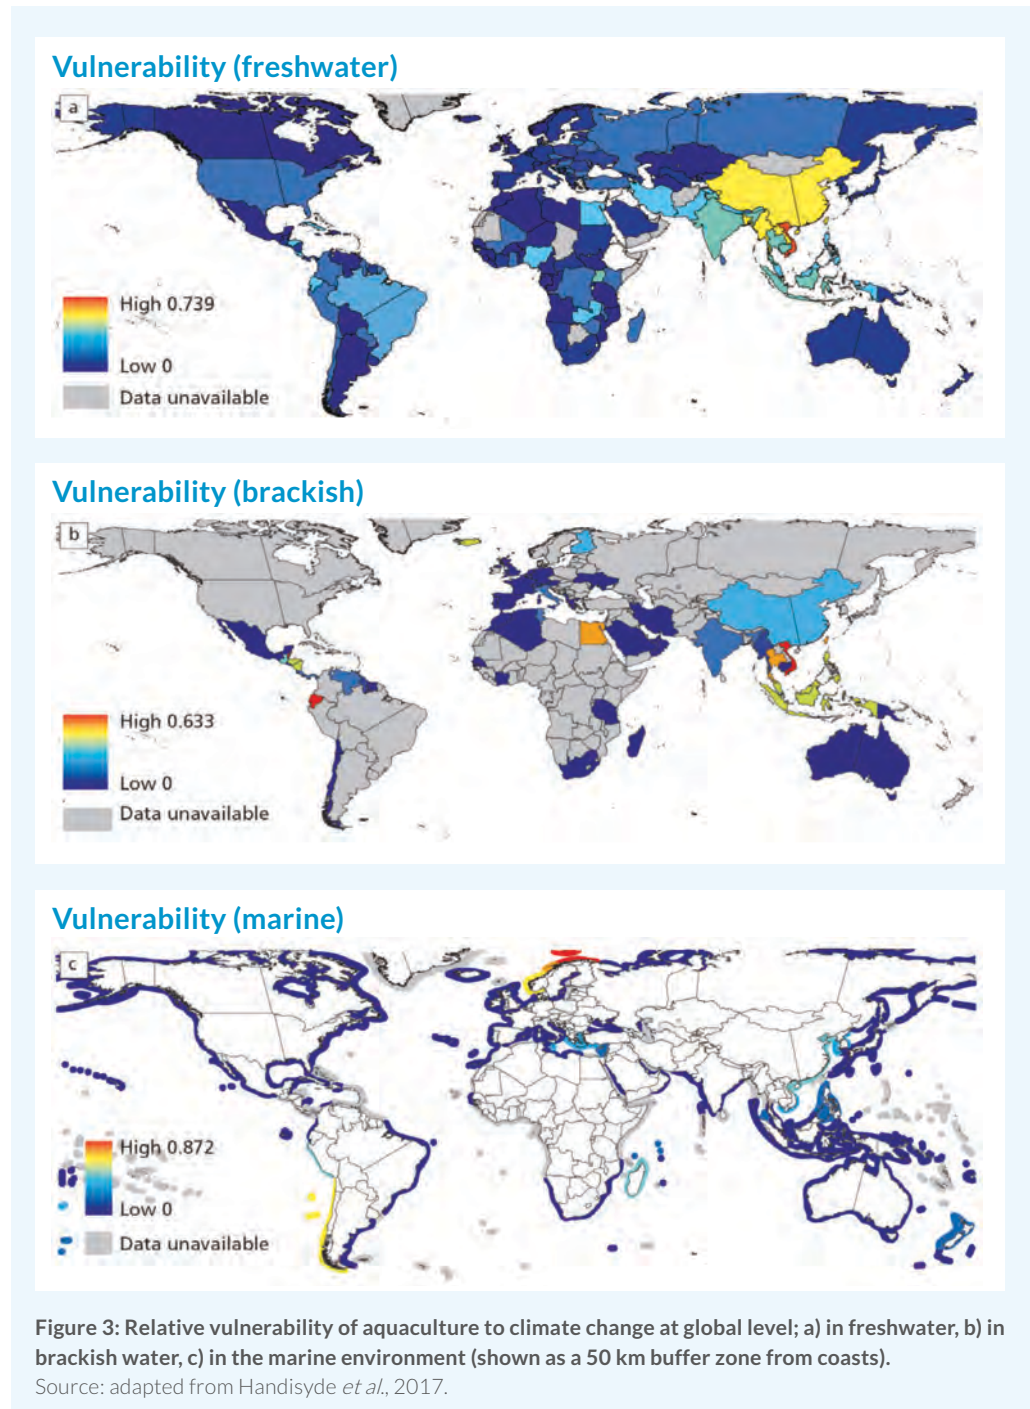 Vulnerability (freshwater)
a
High 0.739
Low 0
Data unavailable
Vulnerability (brackish)
b
High 0.633
Low 0
Data unavailable
Vulnerability (marine)
c
High 0.872
Low 0
Data unavailable
Figure 3: Relative vulnerability of aquaculture to climate change at global level; a) in freshwater, b) in
brackish water, c) in the marine environment (shown as a 50 km buffer zone from coasts).
Source: adapted from Handisyde et al., 2017.